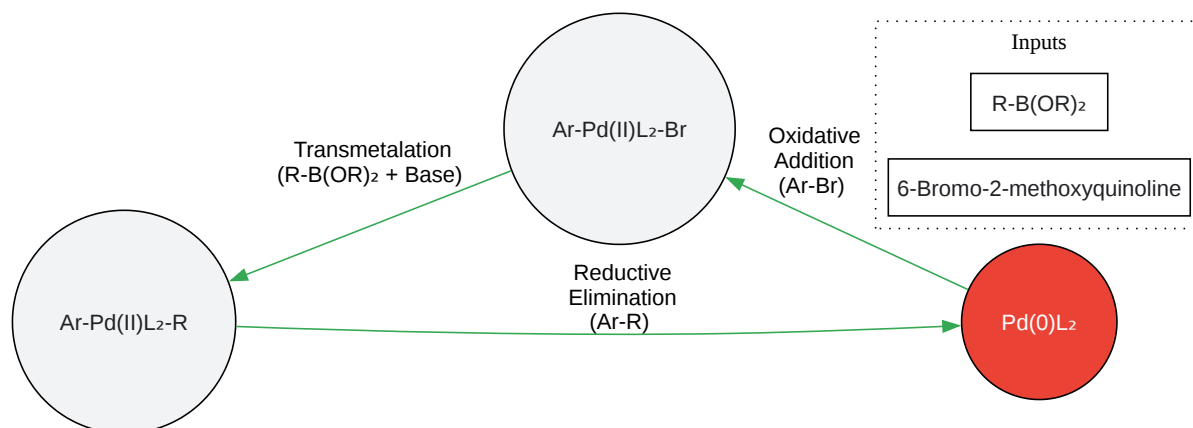 Inputs
R-B(OR)₂
6-Bromo-2-methoxyquinoline
Ar-Pd(II)L₂-Br
Oxidative
Addition
(Ar-Br)
Transmetalation
(R-B(OR)₂ + Base)
Reductive
Elimination
(Ar-R)
Ar-Pd(II)L₂-R
Pd(0)L₂